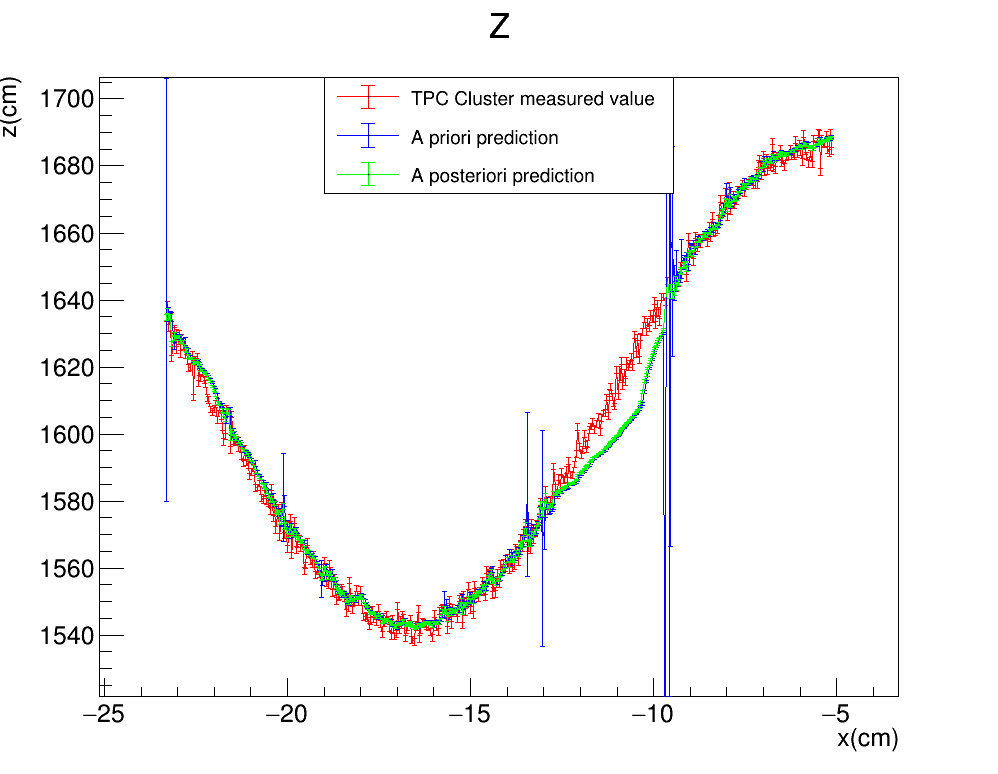 Z
z(cm)
1700
1680
1660
1640
1620
1600
1580
1560
1540
TPC Cluster measured value
A priori prediction
A posteriori prediction
−25
−20
−15
−10
−5
x(cm)